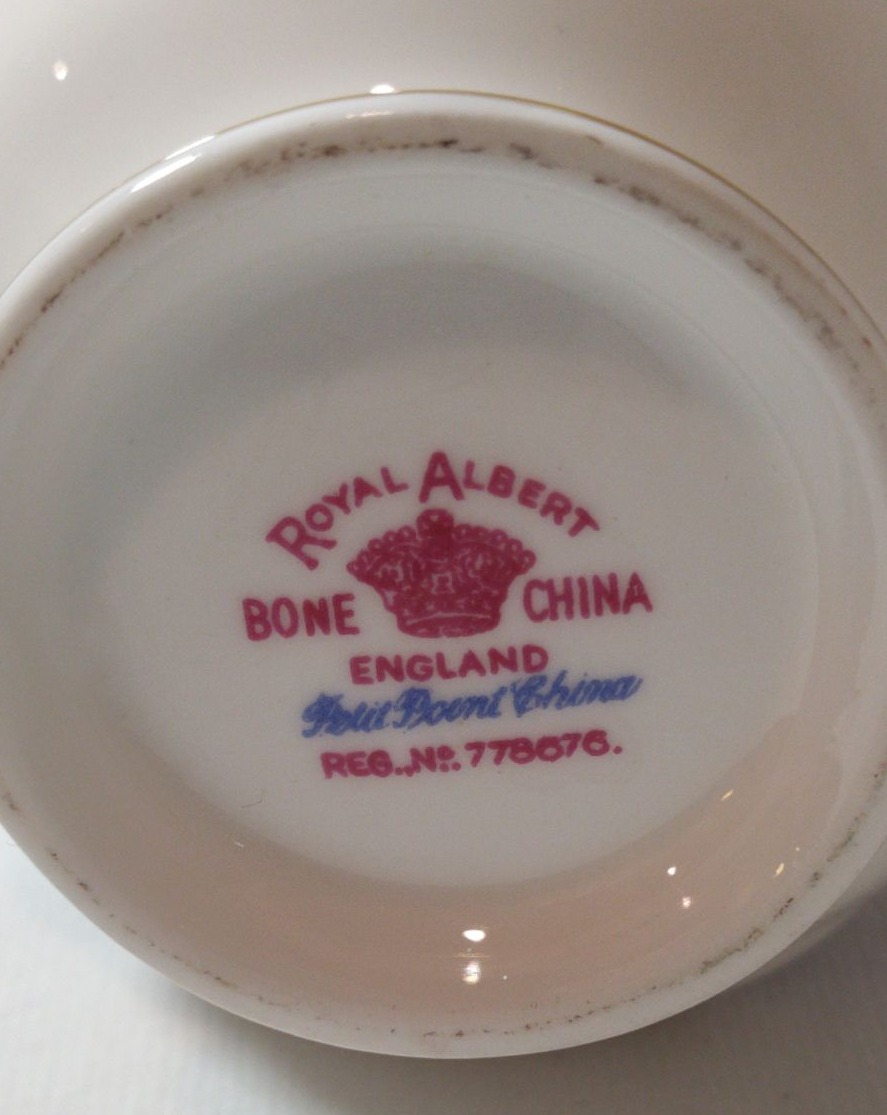 ROYAL ALBERT
BONE CHINA
ENGLAND
Petit Point China
REG. No. 778676.